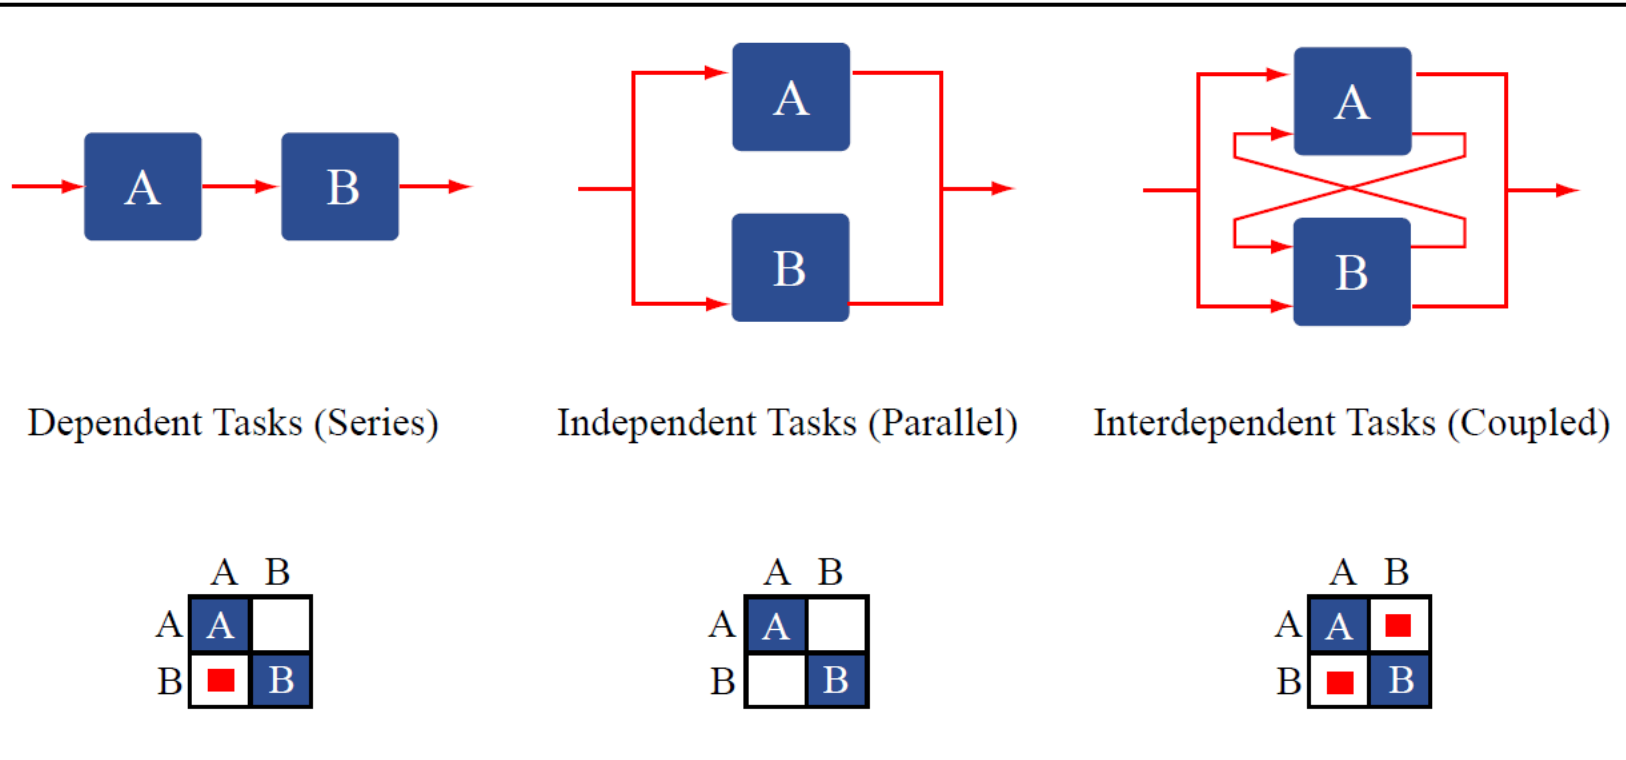 A
B
A
B
A
B
Dependent Tasks (Series)
Independent Tasks (Parallel)
Interdependent Tasks (Coupled)
A B
A A
B B
A B
A A
B B
A B
A A
B B